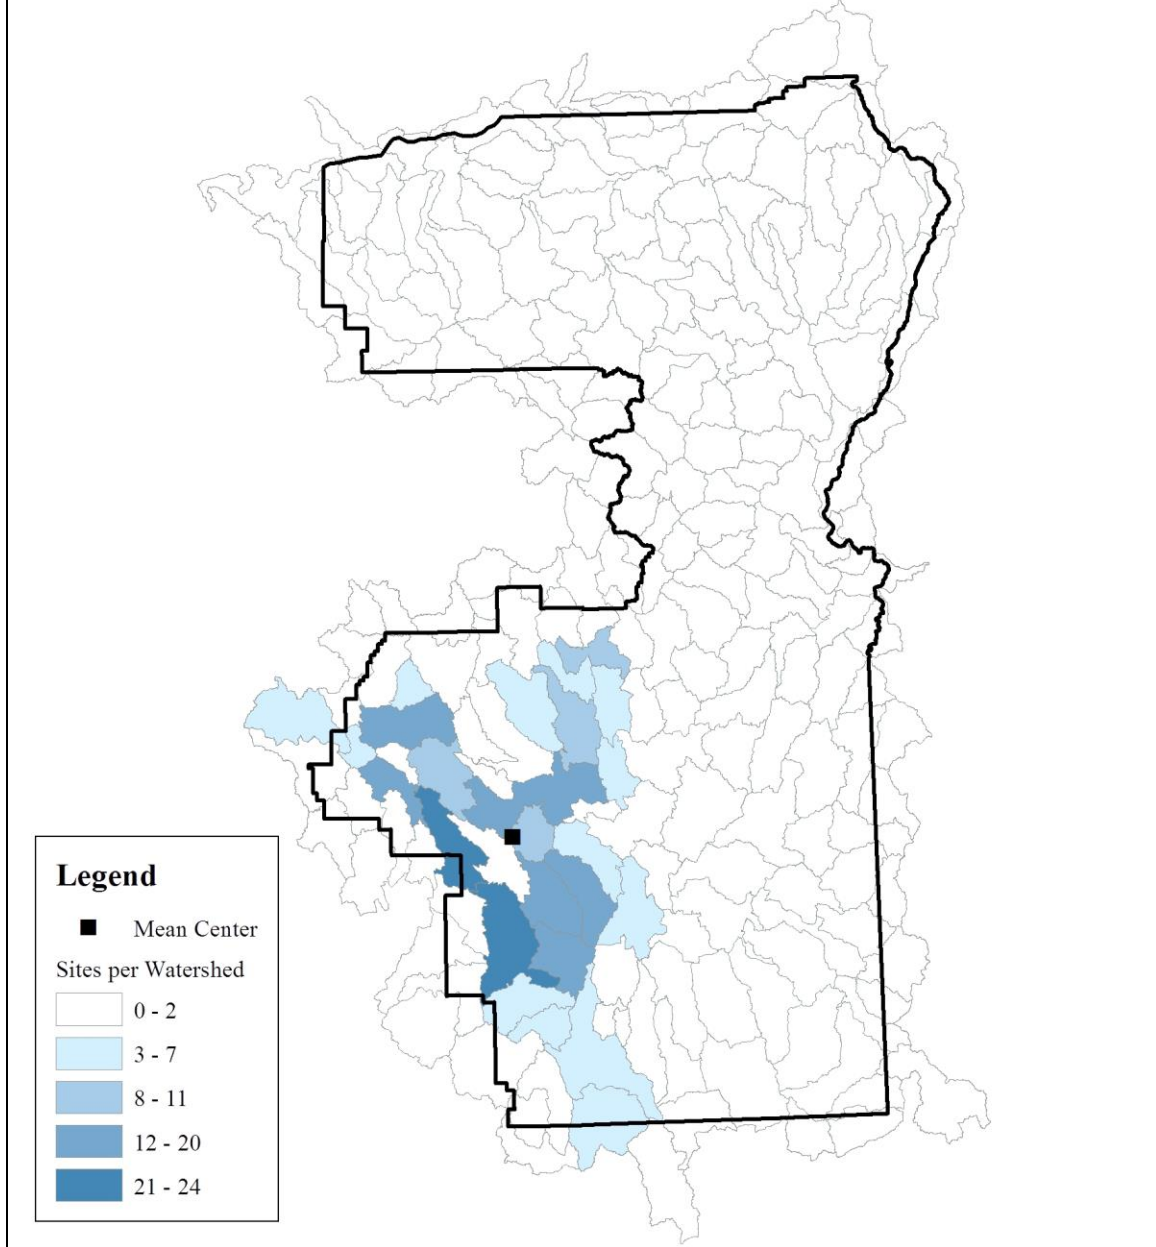 Legend
Mean Center
Sites per Watershed
0 - 2
3 - 7
8 - 11
12 - 20
21 - 24